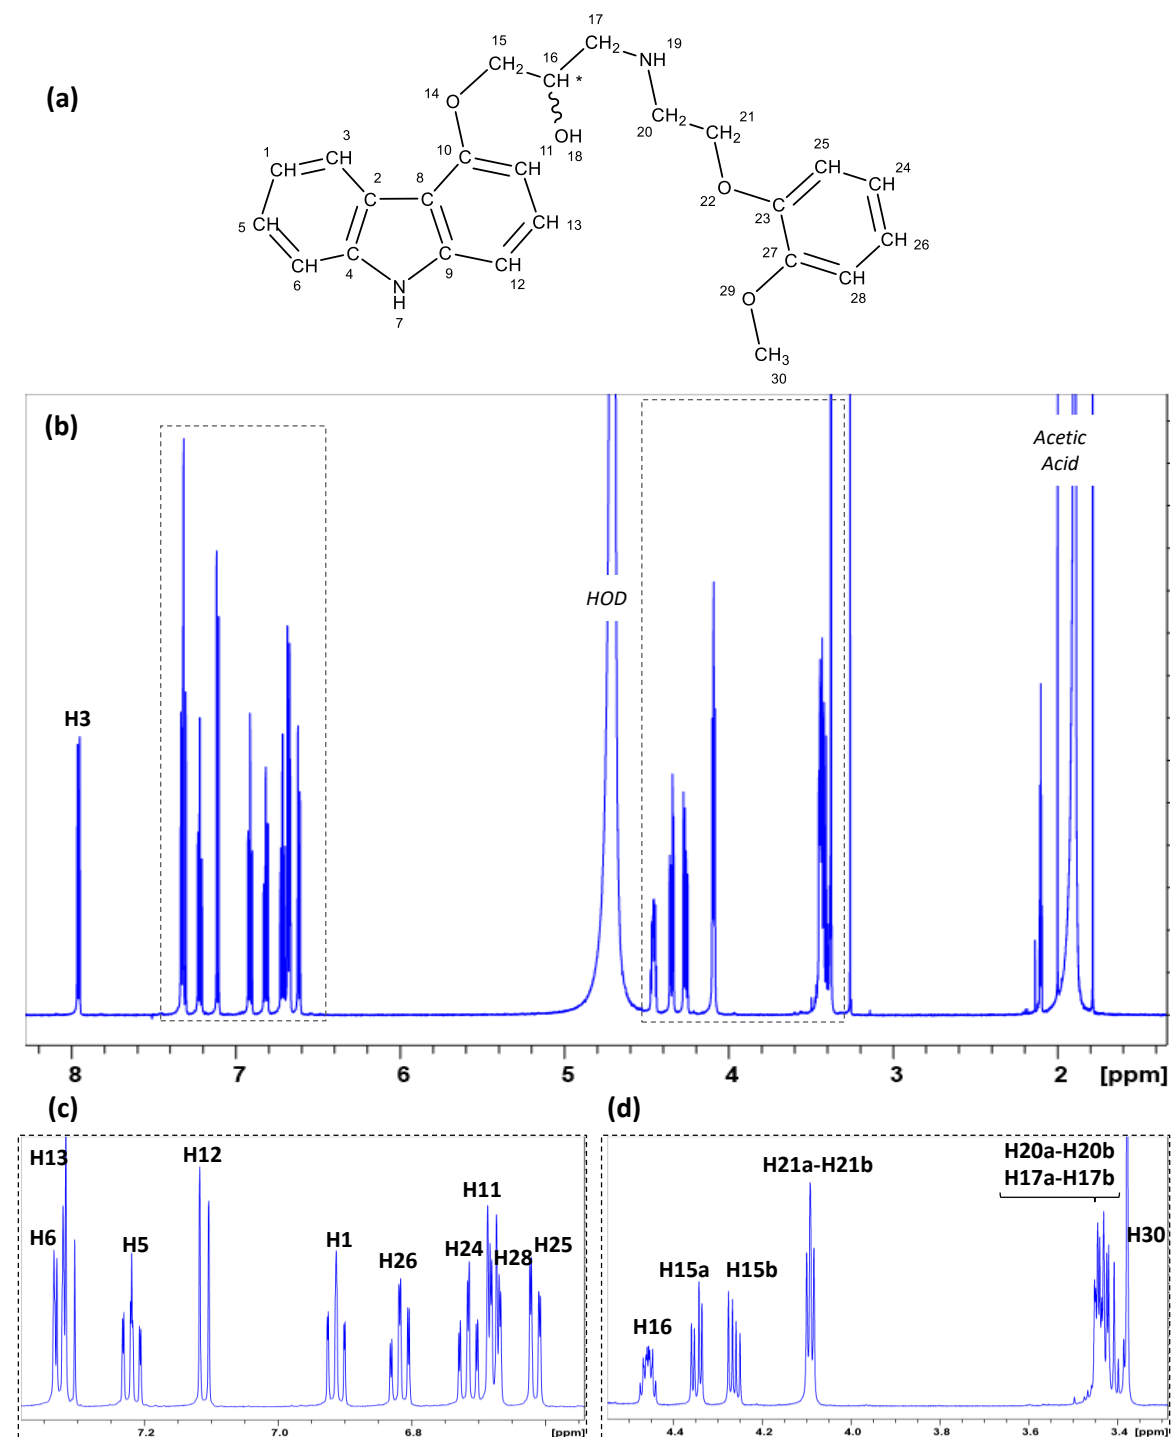 (a)
17
CH2
15
16
NH 19
CH2
CH *
14
O
OH
18
CH2
20
21
CH2
3
CH
10
11
CH
25
CH
1
CH
2
8
O
22
24
CH
23
5 CH
CH 13
27
CH 26
CH
6
4
N
H
7
9
CH
12
29 O
CH
28
CH3
30
(b)
Acetic
Acid
HOD
H3
8 7 6 5 4 3 2 [ppm]
(c)
(d)
H13
H12
H6
H5
H1
H26
H24
H11
H28
H25
7.2 7.0 6.8 [ppm]
H20a-H20b
H17a-H17b
H21a-H21b
H30
H15a
H15b
H16
4.4 4.2 4.0 3.8 3.6 3.4 [ppm]